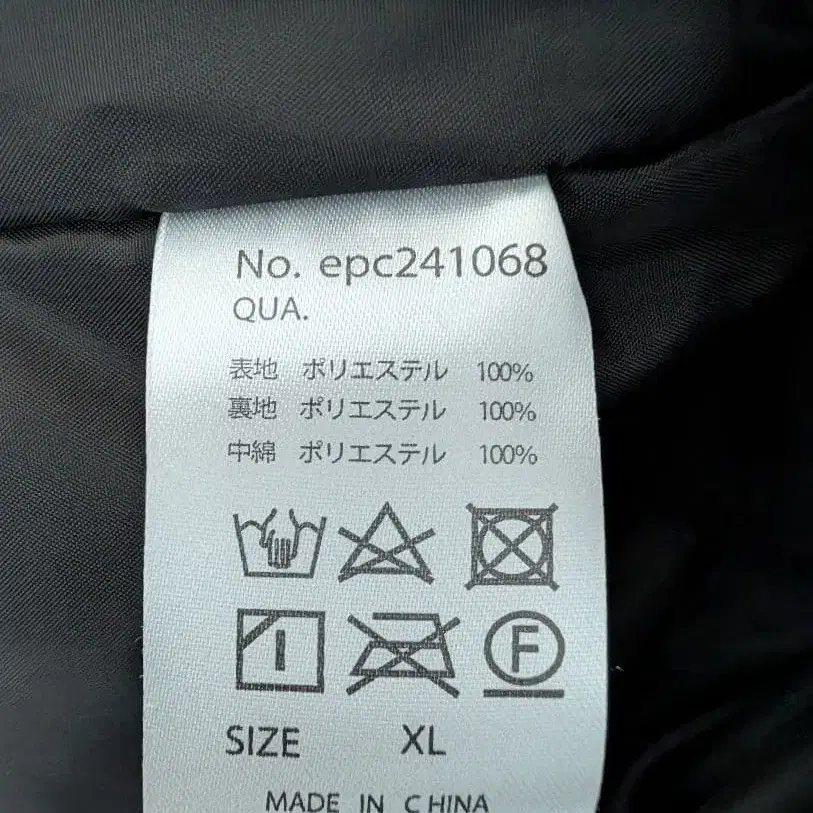 No. epc241068
QUA.
表地 ポリエステル 100%
裏地 ポリエステル 100%
中綿 ポリエステル 100%
F
SIZE XL
MADE IN CHINA